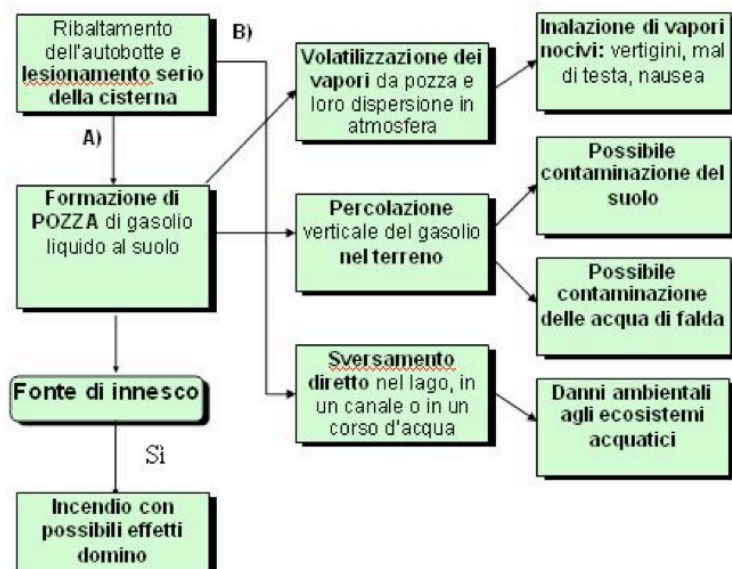 Ribaltamento
dell'autobotte e
lesionamento serio
della cisterna
B)
A)
Volatilizzazione dei
vapori da pozza e
loro dispersione in
atmosfera
Inalazione di vapori
nocivi: vertigini, mal
di testa, nausea
Formazione di
POZZA di gasolio
liquido al suolo
Percolazione
verticale del gasolio
nel terreno
Possibile
contaminazione del
suolo
Possibile
contaminazione
delle acqua di falda
Fonte di innesco
Sì
Sversamento
diretto nel lago, in
un canale o in un
corso d'acqua
Danni ambientali
agli ecosistemi
acquatici
Incendio con
possibili effetti
domino